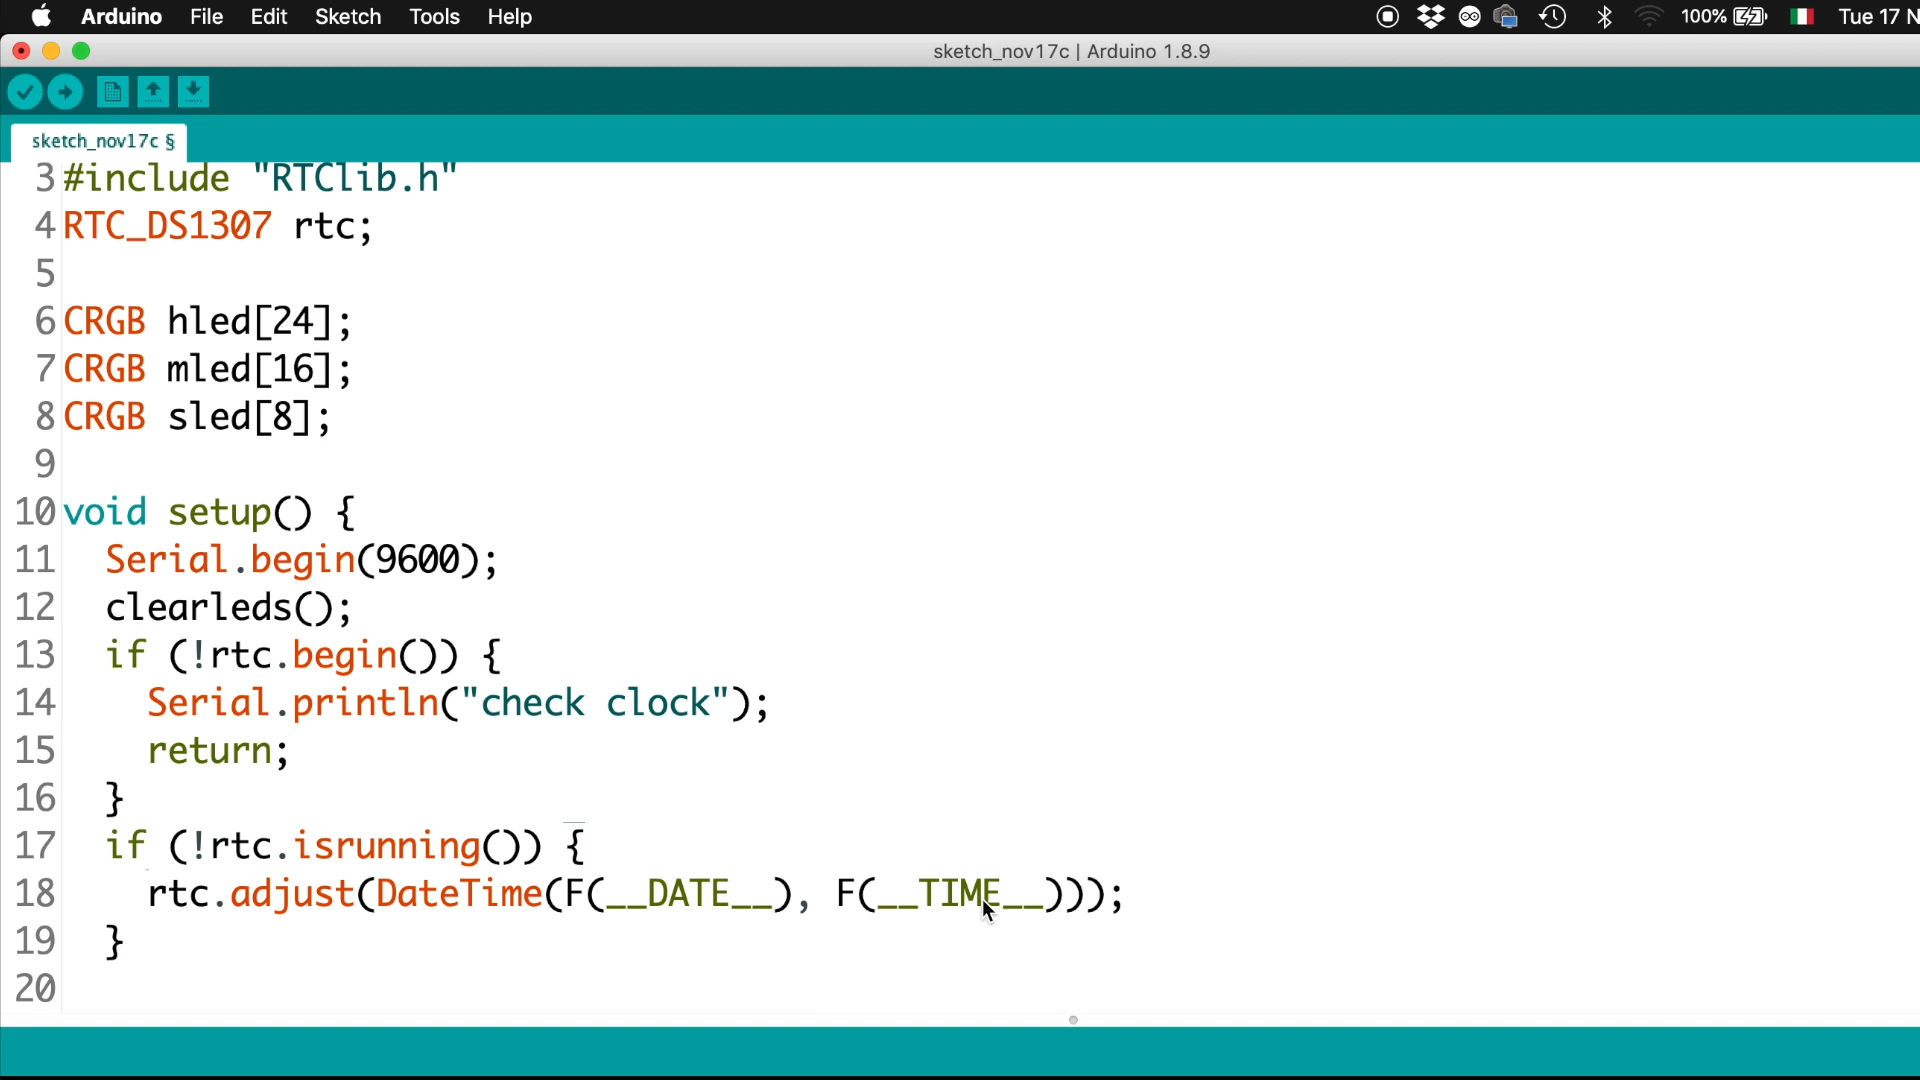 Arduino File Edit Sketch Tools Help 100% Tue 17 N
sketch_nov17c | Arduino 1.8.9
sketch_nov17c §
3 #include "RTClib.h"
4 RTC_DS1307 rtc;
5
6 CRGB hled[24];
7 CRGB mled[16];
8 CRGB sled[8];
9
10 void setup() {
11 Serial.begin(9600);
12 clearleds();
13 if (!rtc.begin()) {
14 Serial.println("check clock");
15 return;
16 }
17 if (!rtc.isrunning()) {
18 rtc.adjust(DateTime(F(__DATE__), F(__TIME__)));
19 }
20